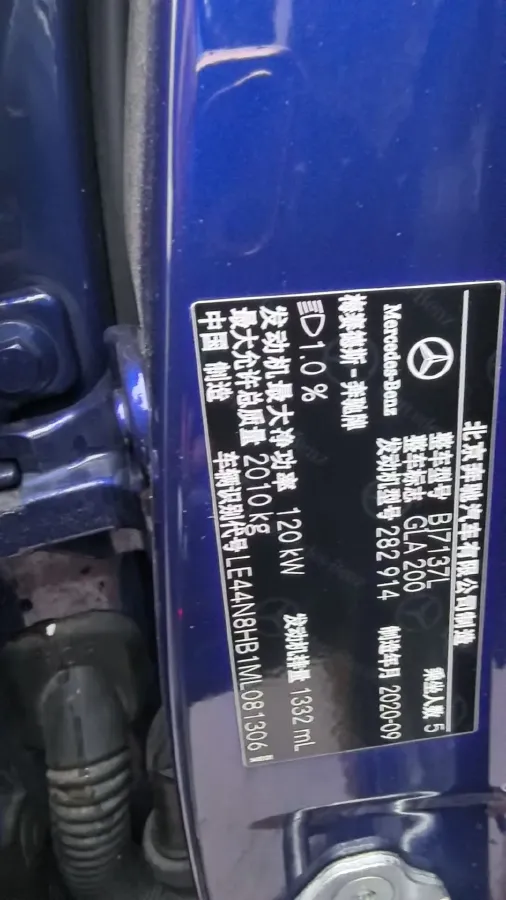 北京奔驰汽车有限公司制造
Mercedes-Benz
整车型号 BJ7137L 乘坐人数 5
整车标志 GLA 200
梅赛德斯-奔驰牌 发动机型号 282 914 制造年月 2020-09
1.0 %
发动机最大净功率 120 kW 发动机排量 1332 mL
最大允许总质量 2010 kg
中国 制造 车辆识别代号 LE44N8HB1ML081306